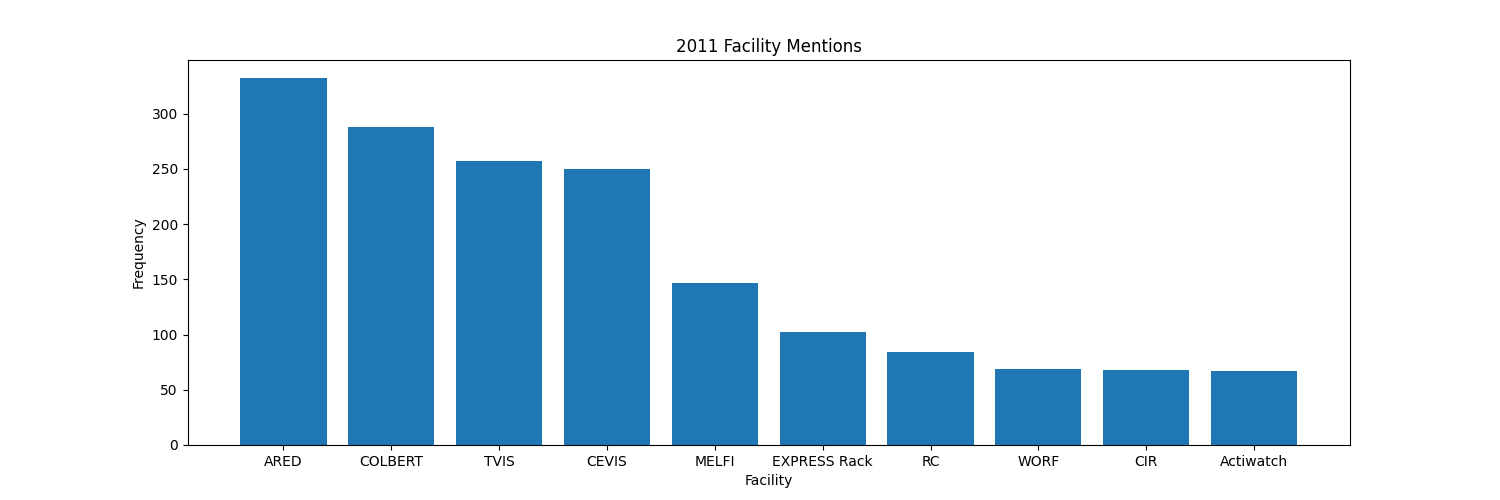 2011 Facility Mentions
Frequency
300
250
200
150
100
50
0
ARED COLBERT TVIS CEVIS MELFI EXPRESS Rack RC WORF CIR Actiwatch
Facility